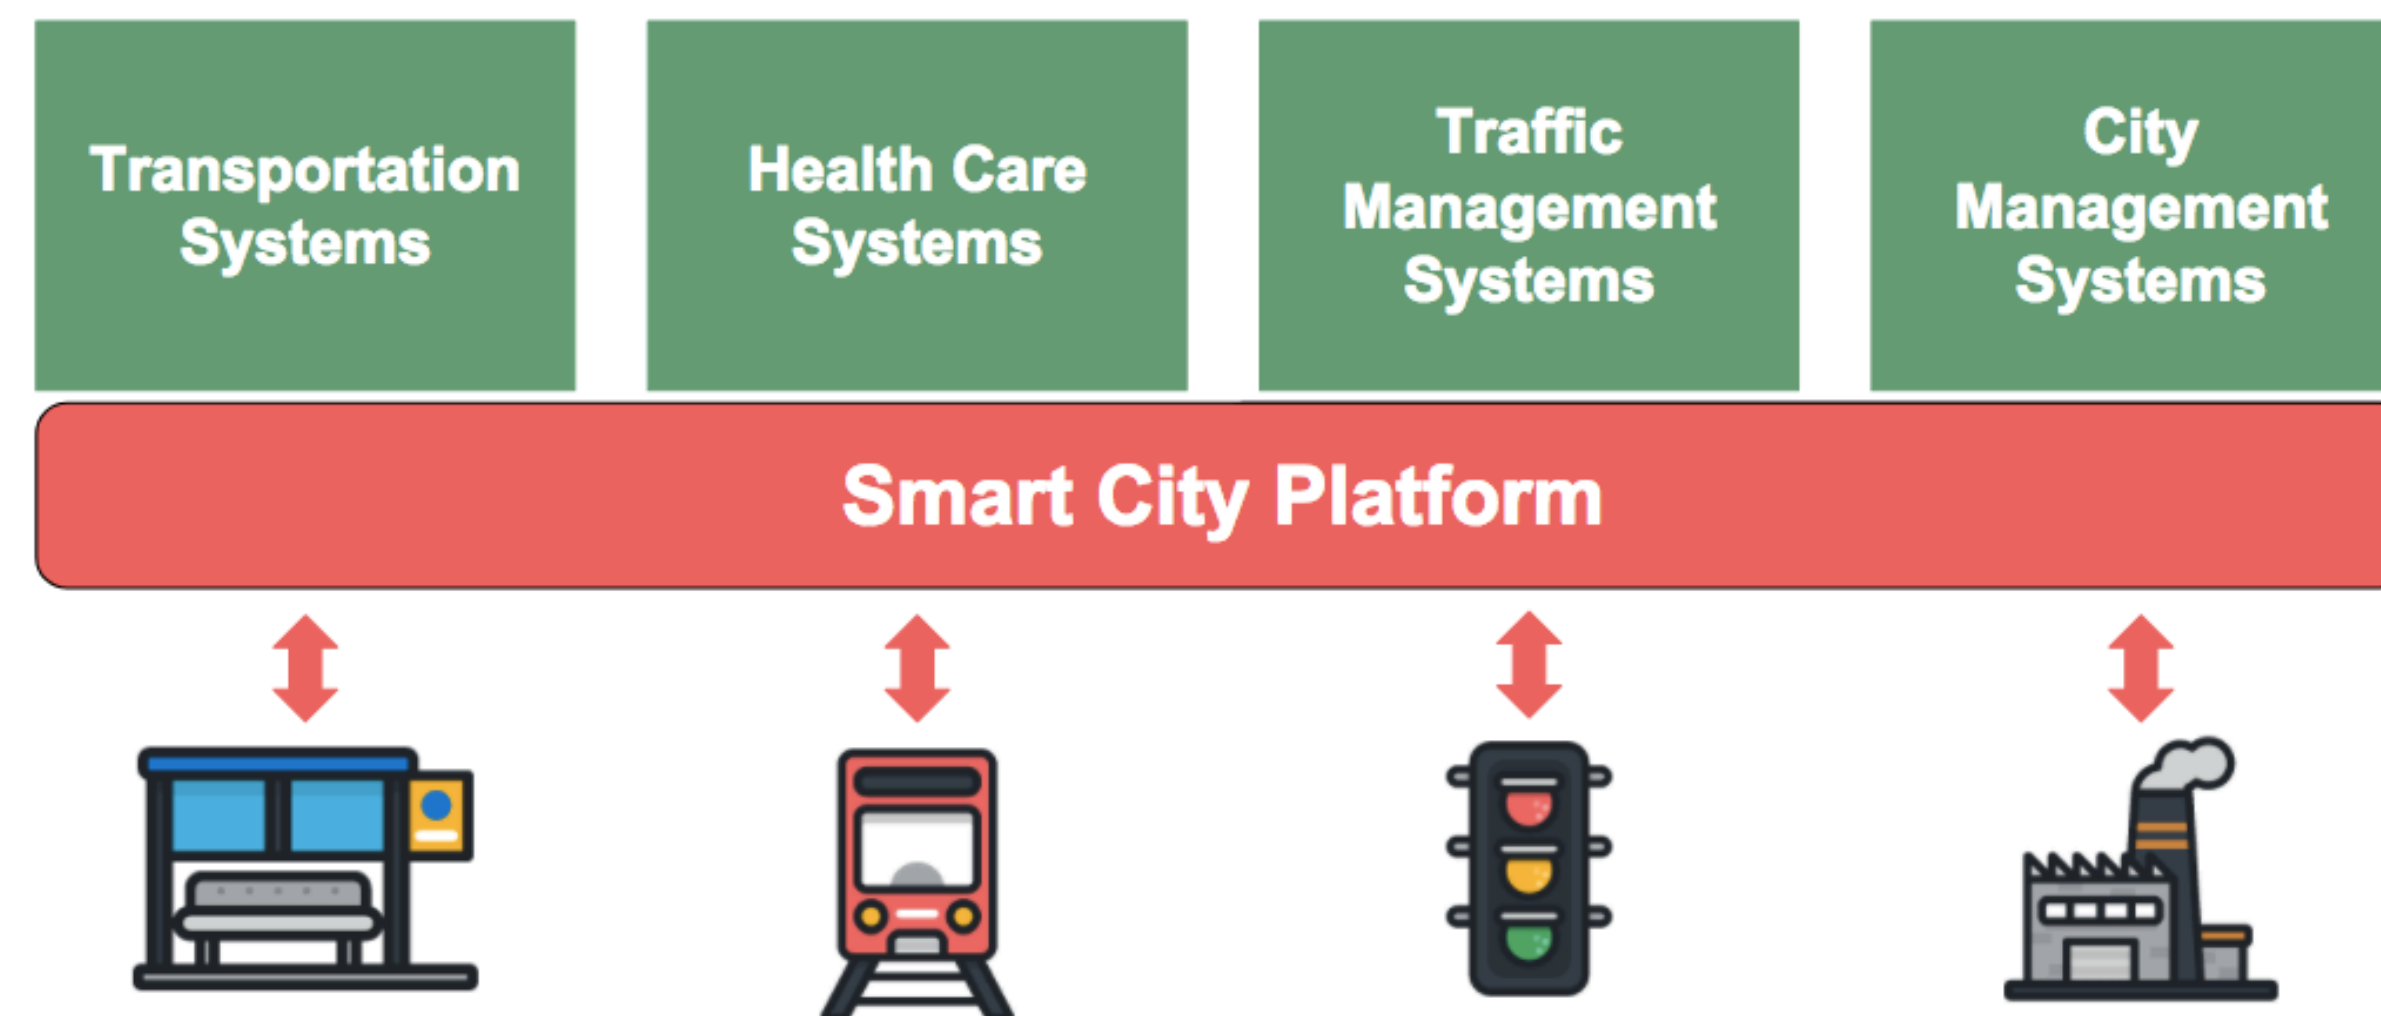 Transportation
Systems
Health Care
Systems
Traffic
Management
Systems
City
Management
Systems
Smart City Platform